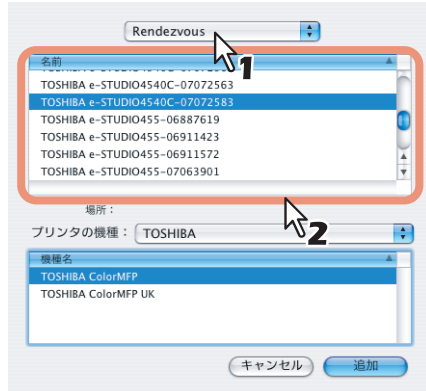 Rendezvous
1
名前
TOSHIBA e-STUDIO4540C-07072563
TOSHIBA e-STUDIO4540C-07072583
TOSHIBA e-STUDIO455-06887619
TOSHIBA e-STUDIO455-06911423
TOSHIBA e-STUDIO455-06911572
TOSHIBA e-STUDIO455-07063901
場所：
2
プリンタの機種： TOSHIBA
機種名
TOSHIBA ColorMFP
TOSHIBA ColorMFP UK
キャンセル 追加